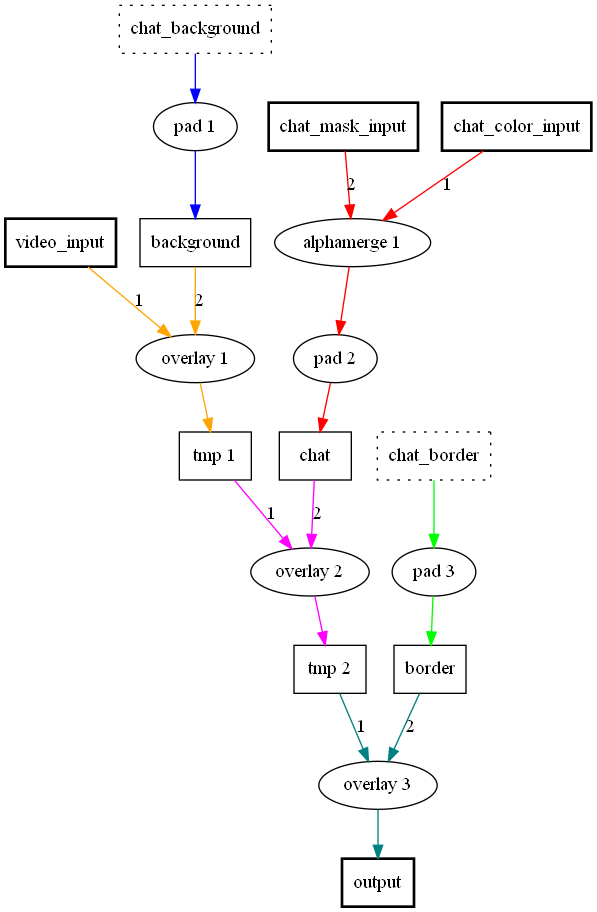 chat_background
pad 1
chat_mask_input
chat_color_input
2
1
video_input
background
alphamerge 1
1
2
overlay 1
pad 2
tmp 1
chat
chat_border
1
2
overlay 2
pad 3
tmp 2
border
1
2
overlay 3
output